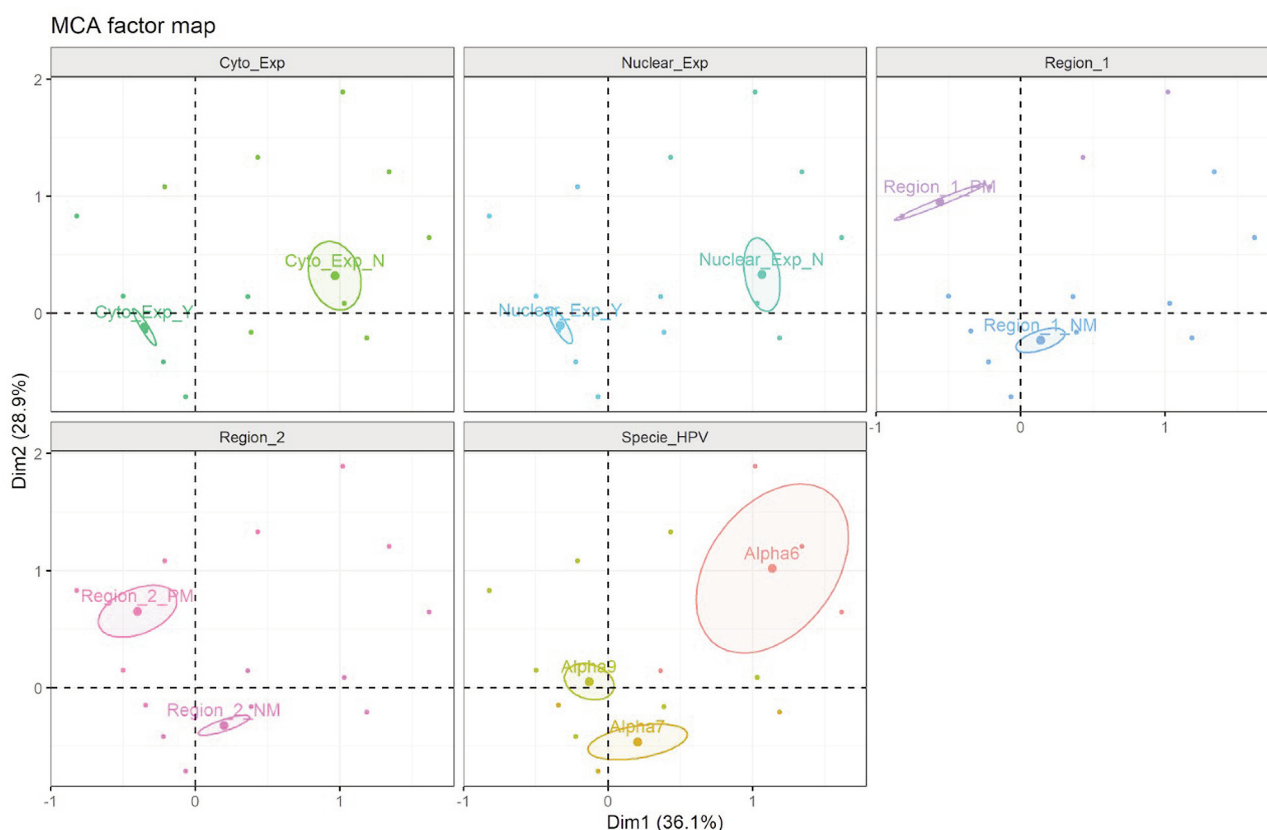 MCA factor map
Cyto_Exp
Nuclear_Exp
Region_1
2
1
0
Cyto_Exp_N
Cyto_Exp_Y
Nuclear_Exp_N
Nuclear_Exp_Y
Region_1_PM
Region_1_NM
-1
0
1
Dim2 (28.9%)
Region_2
Specie_HPV
2
1
0
Region_2_PM
Region_2_NM
Alpha6
Alpha9
Alpha7
-1
0
1
-1
0
1
Dim1 (36.1%)